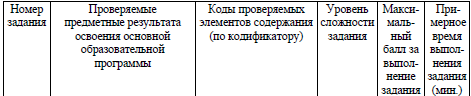 Номер
задания
Проверяемые
предметные результата
освоения основной
образовательной
программы
Коды проверяемых
элементов содержания
(по кодификатору)
Уровень
сложности
задания
Макси-
маль-
ный
балл за
выпол-
нение
задания
При-
мерное
время
выпол-
нения
задания
(мин.)